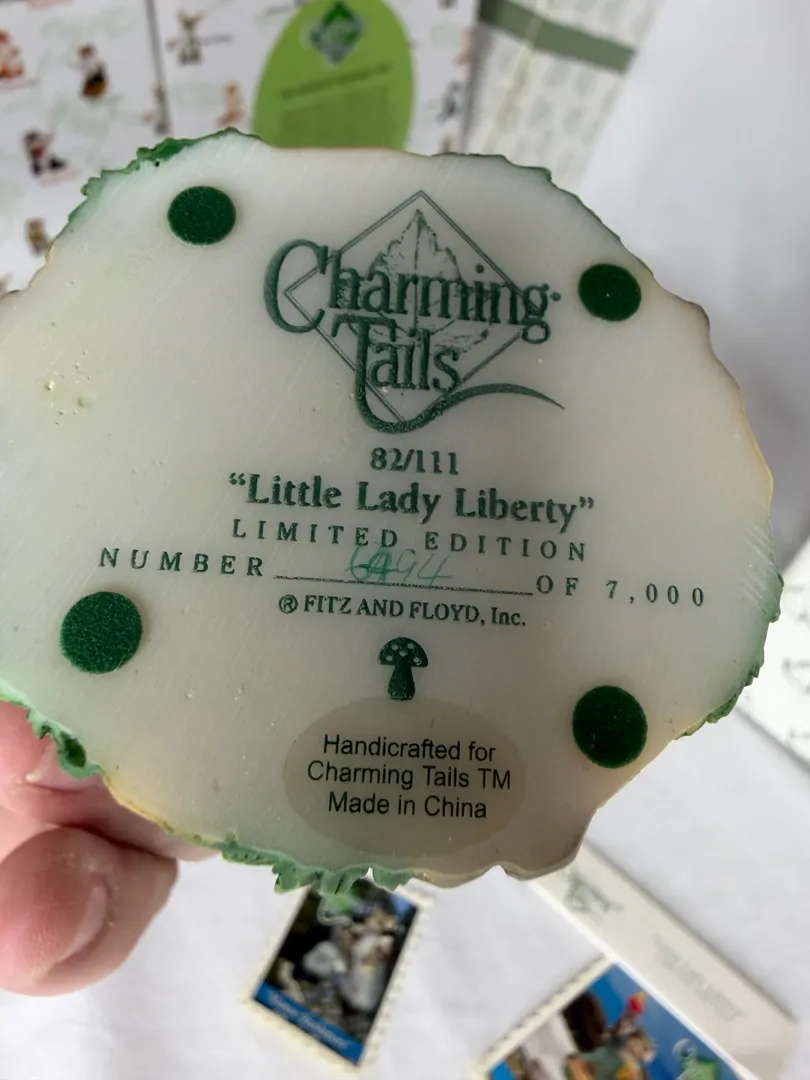 Charming
Tails
82/111
“Little Lady Liberty”
LIMITED EDITION
NUMBER OF 7,000
® FITZ AND FLOYD, Inc.
Handicrafted for
Charming Tails TM
Made in China